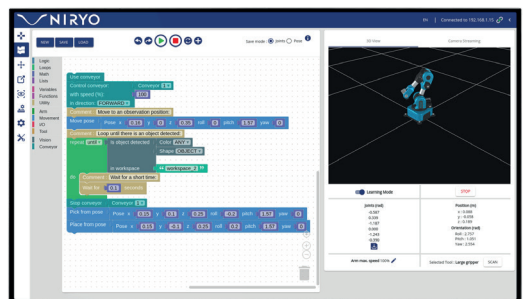 NIRYO
EN | Connected to 192.168.1.15
NEW SAVE LOAD
Save mode : Joints Pose
Logic
Loops
Math
Lists
Variables
Functions
Utility
Arm
Movement
I/O
Tool
Vision
Conveyor
Use conveyor
Control conveyor: Conveyor 1
with speed (%): 100
in direction: FORWARD
Comment : Move to an observation position:
Move pose Pose x 0.16 y 0 z 0.35 roll 0 pitch 1.57 yaw 0
Comment : Loop until there is an object detected:
repeat until Is object detected Color ANY
Shape OBJECT
in workspace workspace_2
do Comment : Wait for a short time:
Wait for 0.1 seconds
Stop conveyor Conveyor 1
Pick from pose Pose x 0.15 y 0.1 z 0.25 roll -0.2 pitch 1.57 yaw 0
Place from pose Pose x 0.15 y -0.1 z 0.25 roll -0.2 pitch 1.57 yaw 0
3D View Camera Streaming
Learning Mode STOP
Joints (rad)
Position (m)
Orientation (rad)
Arm max. speed 100%
Selected Tool : Large gripper SCAN